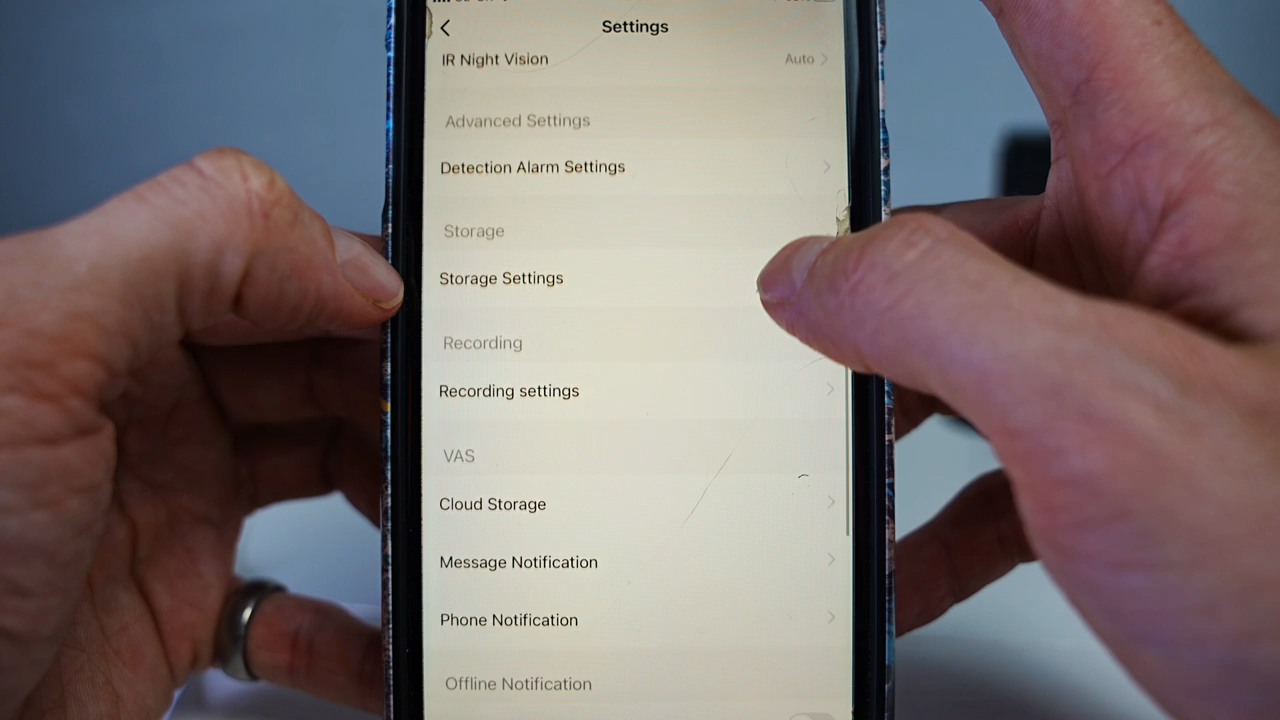 Settings
IR Night Vision Auto
Advanced Settings
Detection Alarm Settings
Storage
Storage Settings
Recording
Recording settings
VAS
Cloud Storage
Message Notification
Phone Notification
Offline Notification